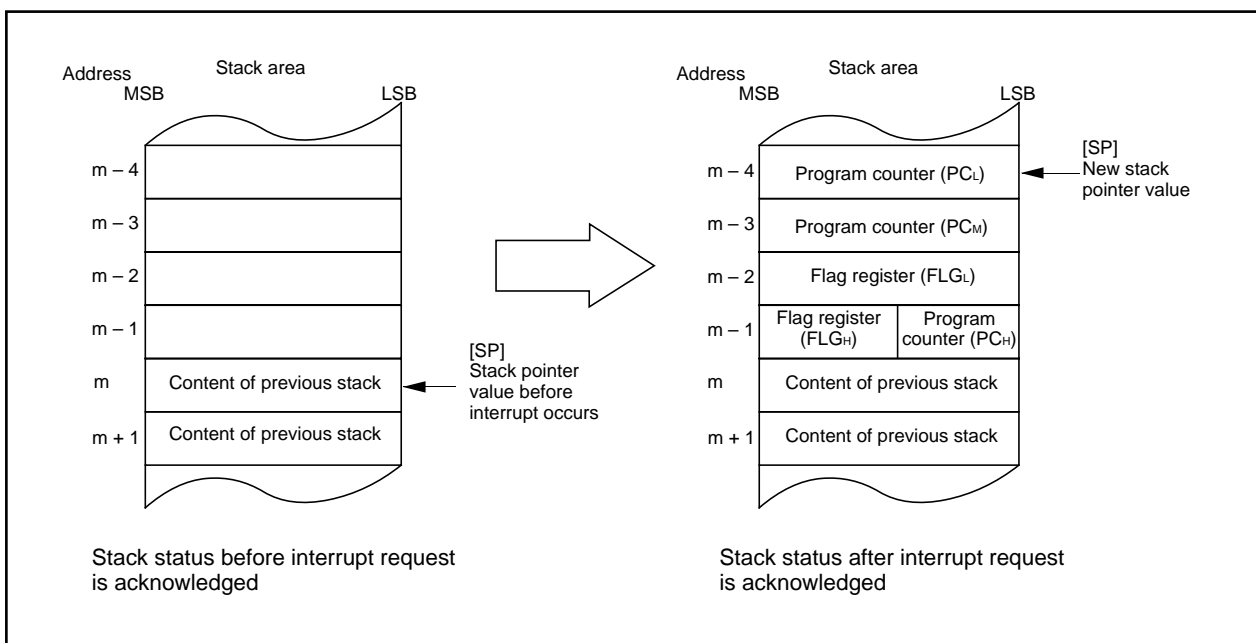 Address
MSB
Stack area
LSB
m – 4
m – 3
m – 2
m – 1
m
Content of previous stack
m + 1
Content of previous stack
[SP]
Stack pointer
value before
interrupt occurs
Stack status before interrupt request
is acknowledged
Address
MSB
Stack area
LSB
m – 4
Program counter (PCL)
m – 3
Program counter (PCM)
m – 2
Flag register (FLGL)
m – 1
Flag register
(FLGH)
Program
counter (PCH)
m
Content of previous stack
m + 1
Content of previous stack
[SP]
New stack
pointer value
Stack status after interrupt request
is acknowledged